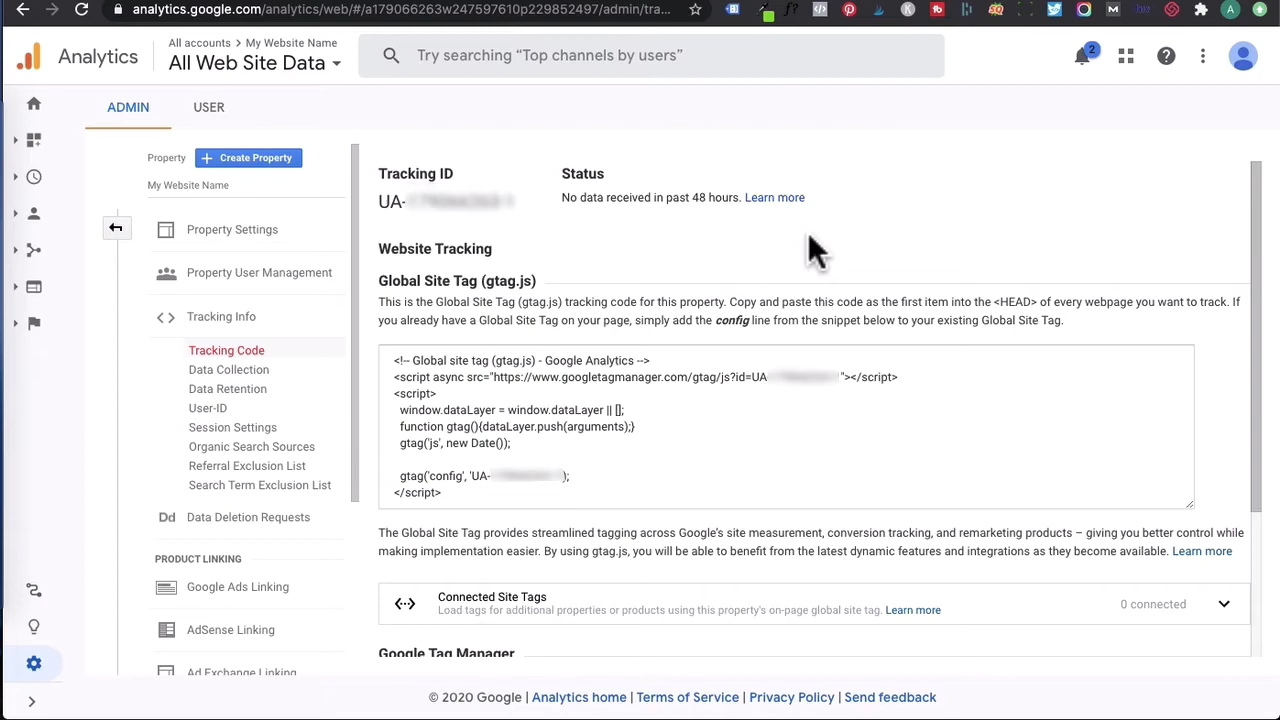 analytics.google.com/analytics/web/#/a179066263w247597610p229852497/admin/tra...
Analytics
All accounts > My Website Name
All Web Site Data
Try searching “Top channels by users”
2
A
ADMIN
USER
Property
Create Property
My Website Name
Property Settings
Property User Management
Tracking Info
Tracking Code
Data Collection
Data Retention
User-ID
Session Settings
Organic Search Sources
Referral Exclusion List
Search Term Exclusion List
Dd Data Deletion Requests
PRODUCT LINKING
Google Ads Linking
AdSense Linking
Ad Exchange Linking
Tracking ID
UA-
Status
No data received in past 48 hours. Learn more
Website Tracking
Global Site Tag (gtag.js)
This is the Global Site Tag (gtag.js) tracking code for this property. Copy and paste this code as the first item into the <HEAD> of every webpage you want to track. If
you already have a Global Site Tag on your page, simply add the config line from the snippet below to your existing Global Site Tag.
<!-- Global site tag (gtag.js) - Google Analytics -->
<script async src="https://www.googletagmanager.com/gtag/js?id=UA "></script>
<script>
window.dataLayer = window.dataLayer || [];
function gtag(){dataLayer.push(arguments);}
gtag('js', new Date());
gtag('config', 'UA- );
</script>
The Global Site Tag provides streamlined tagging across Google's site measurement, conversion tracking, and remarketing products – giving you better control while
making implementation easier. By using gtag.js, you will be able to benefit from the latest dynamic features and integrations as they become available. Learn more
Connected Site Tags
Load tags for additional properties or products using this property's on-page global site tag. Learn more
0 connected
Google Tag Manager
© 2020 Google | Analytics home | Terms of Service | Privacy Policy | Send feedback